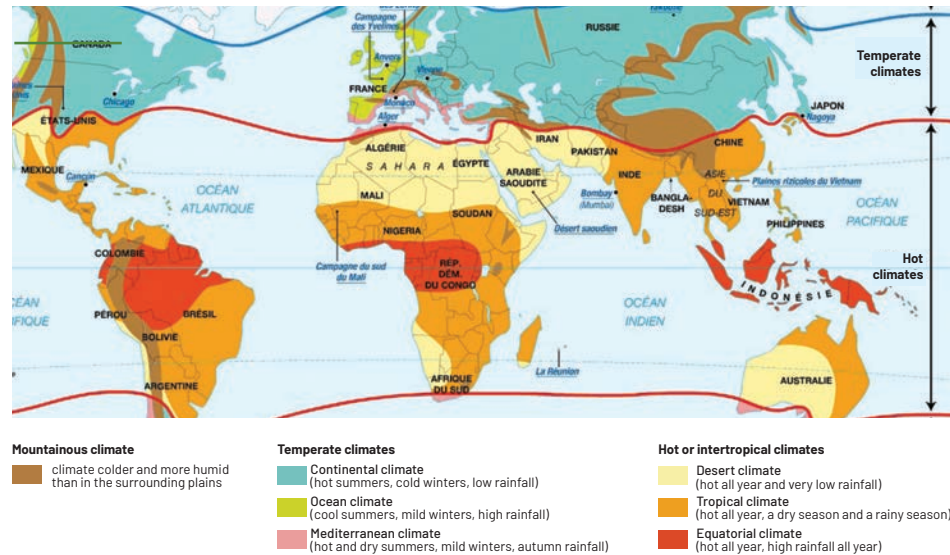 CANADA
Chicago
ÉTATS-UNIS
MEXIQUE
Cancún
OCÉAN
ATLANTIQUE
COLOMBIE
PÉROU
BRÉSIL
BOLIVIE
ARGENTINE
Campagne
des Yvelines
Anvers
FRANCE
Vienne
Monaco
Alger
RUSSIE
ALGÉRIE
SAHARA
ÉGYPTE
MALI
SOUDAN
NIGERIA
RÉP.
DÉM.
DU CONGO
Campagne du sud
du Mali
AFRIQUE
DU SUD
La Réunion
IRAN
PAKISTAN
ARABIE
SAOUDITE
Désert saoudien
INDE
Bombay
(Mumbai)
BANGLA-
DESH
CHINE
JAPON
Nagoya
ASIE
DU
SUD-EST
VIETNAM
Plaines rizicoles du Vietnam
PHILIPPINES
OCÉAN
PACIFIQUE
INDONÉSIE
OCÉAN
INDIEN
AUSTRALIE
Temperate
climates
Hot
climates
Mountainous climate
climate colder and more humid
than in the surrounding plains
Temperate climates
Continental climate
(hot summers, cold winters, low rainfall)
Ocean climate
(cool summers, mild winters, high rainfall)
Mediterranean climate
(hot and dry summers, mild winters, autumn rainfall)
Hot or intertropical climates
Desert climate
(hot all year and very low rainfall)
Tropical climate
(hot all year, a dry season and a rainy season)
Equatorial climate
(hot all year, high rainfall all year)